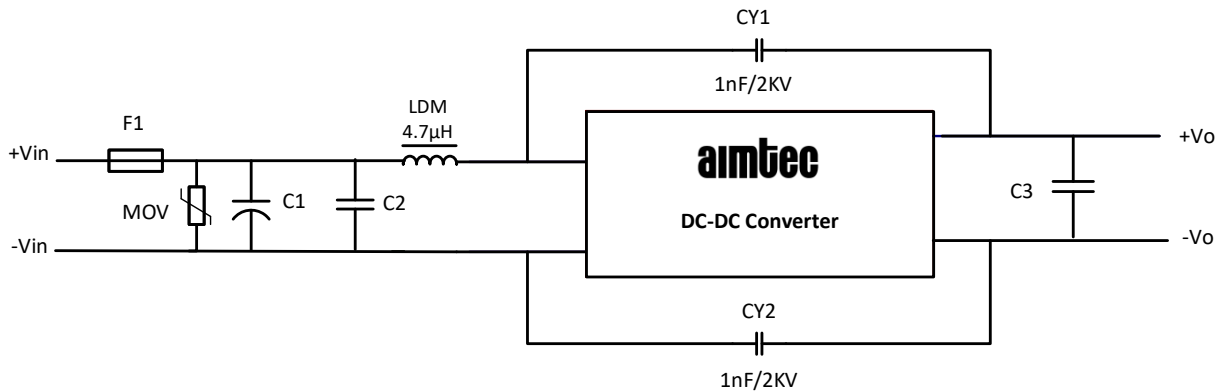 CY1
1nF/2KV
LDM
4.7µH
F1
+Vin
MOV
C1
C2
-Vin
aimtec
DC-DC Converter
+Vo
C3
-Vo
CY2
1nF/2KV